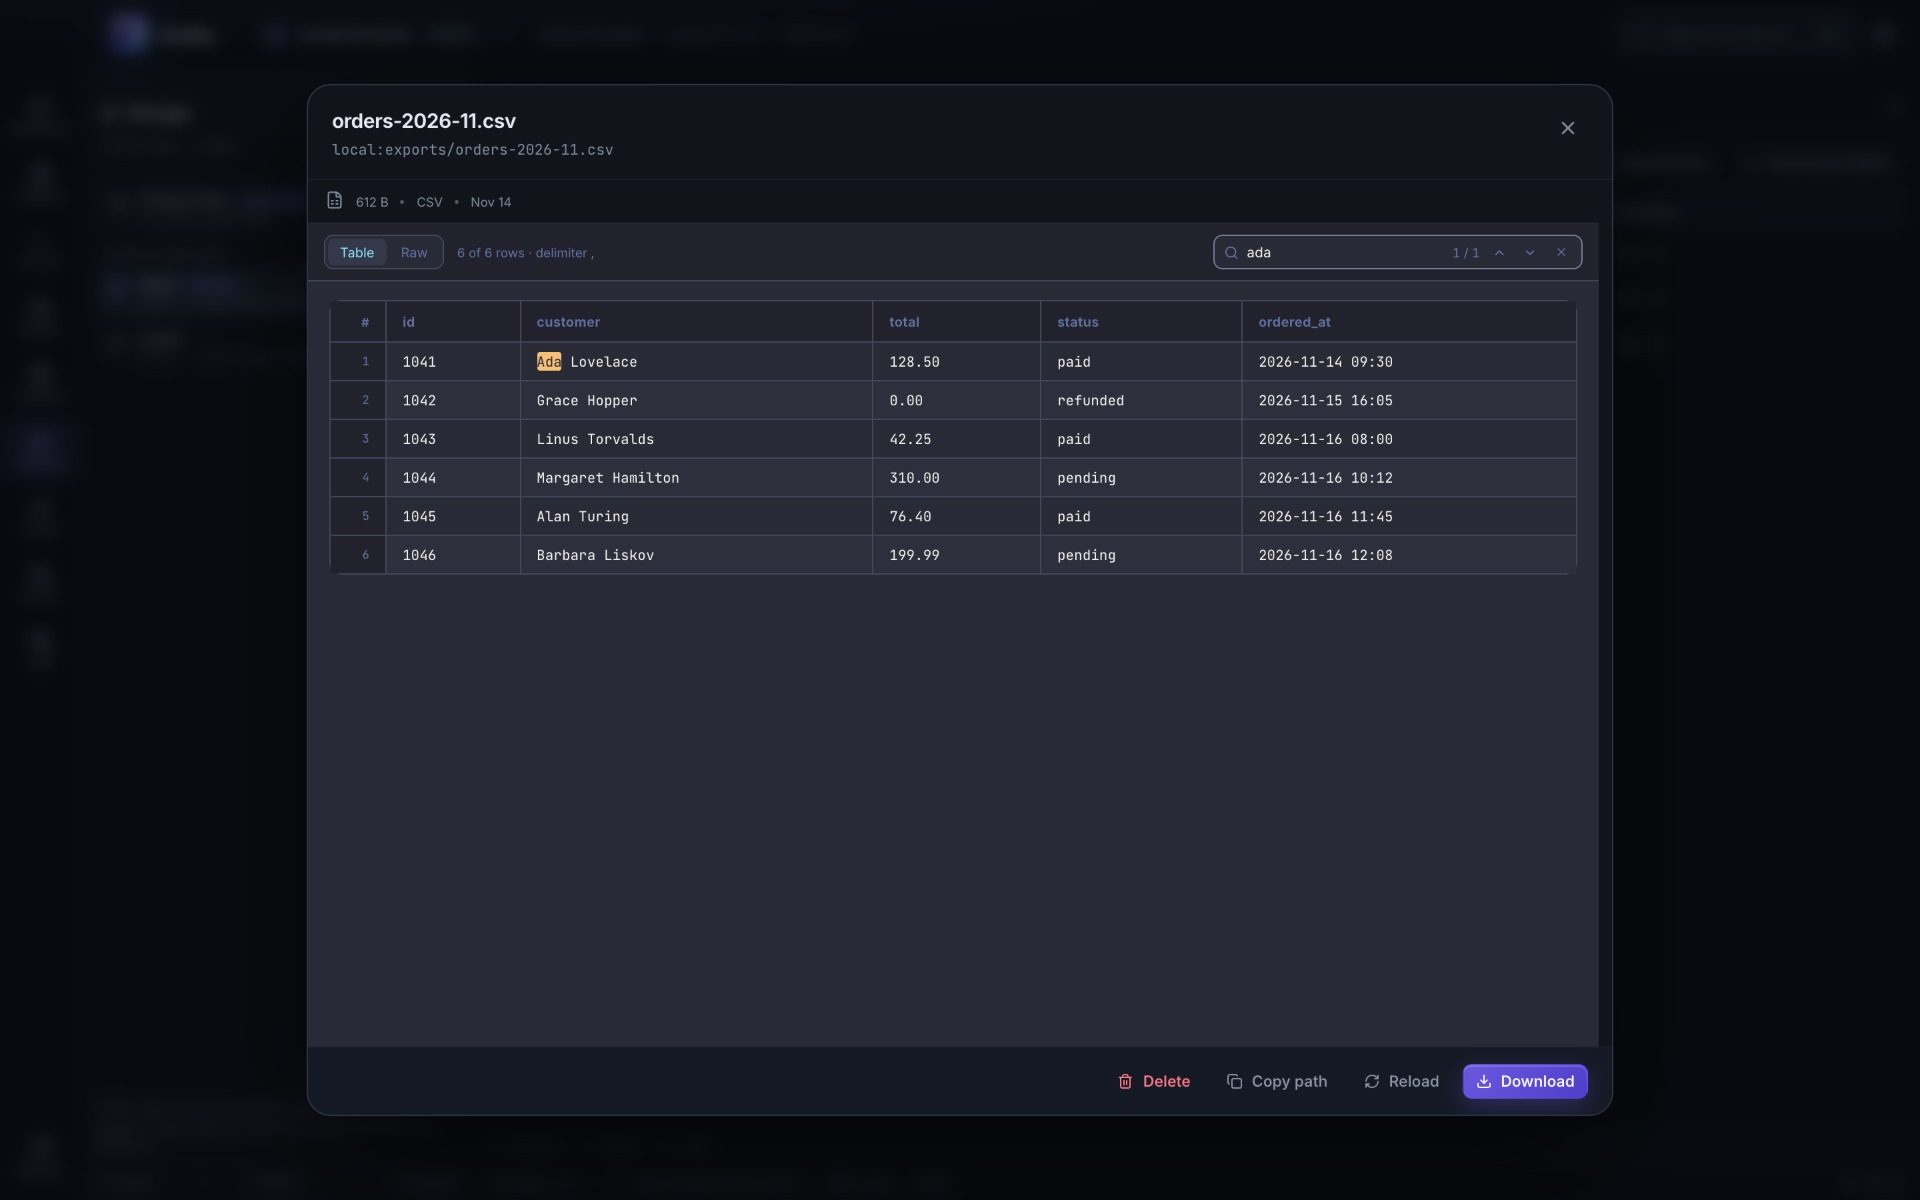 orders-2026-11.csv
local:exports/orders-2026-11.csv
612 B • CSV • Nov 14
Table Raw 6 of 6 rows · delimiter , ada 1 / 1
# id customer total status ordered_at
1 1041 Ada Lovelace 128.50 paid 2026-11-14 09:30
2 1042 Grace Hopper 0.00 refunded 2026-11-15 16:05
3 1043 Linus Torvalds 42.25 paid 2026-11-16 08:00
4 1044 Margaret Hamilton 310.00 pending 2026-11-16 10:12
5 1045 Alan Turing 76.40 paid 2026-11-16 11:45
6 1046 Barbara Liskov 199.99 pending 2026-11-16 12:08
Delete Copy path Reload Download